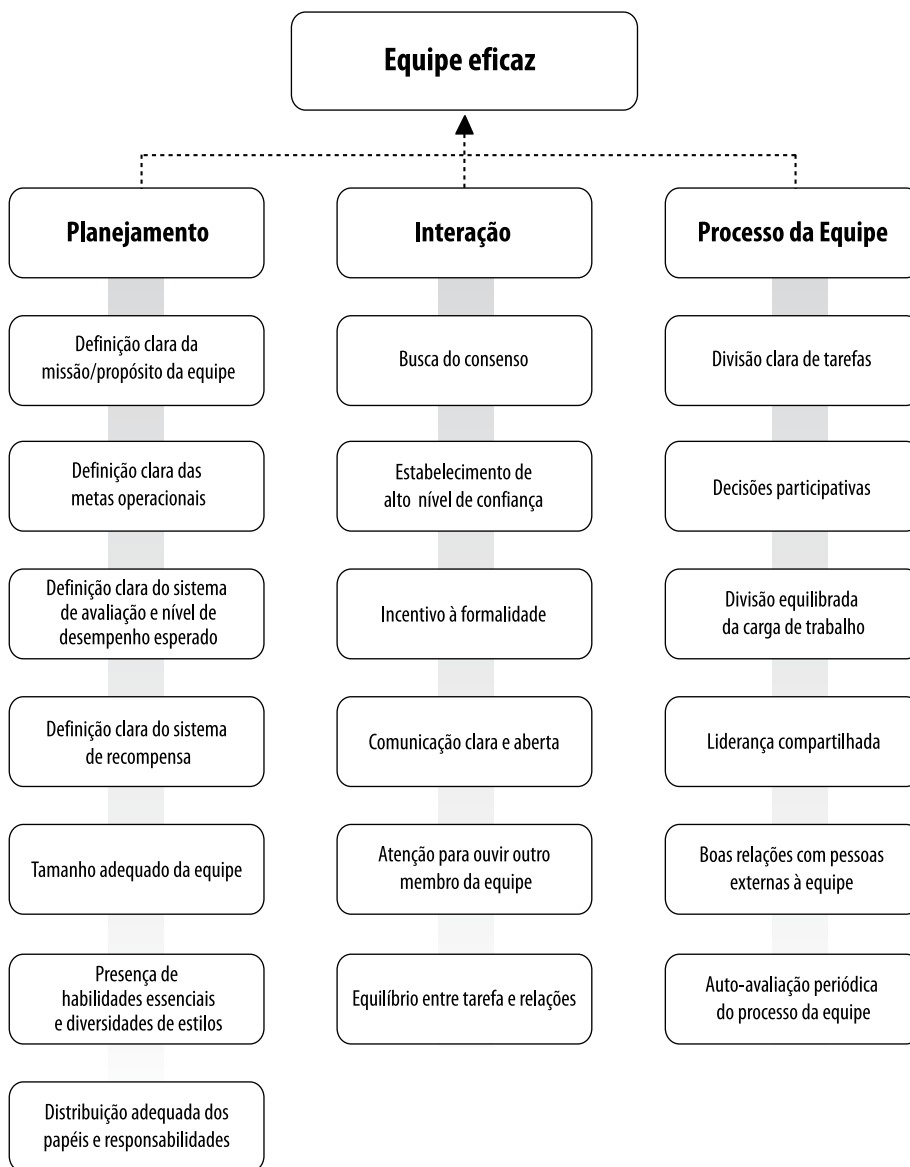 Equipe eficaz
Planejamento
Interação
Processo da Equipe
Definição clara da
missão/propósito da equipe
Busca do consenso
Divisão clara de tarefas
Definição clara das
metas operacionais
Estabelecimento de
alto nível de confiança
Decisões participativas
Definição clara do sistema
de avaliação e nível de
desempenho esperado
Incentivo à formalidade
Divisão equilibrada
da carga de trabalho
Definição clara do sistema
de recompensa
Comunicação clara e aberta
Liderança compartilhada
Tamanho adequado da equipe
Atenção para ouvir outro
membro da equipe
Boas relações com pessoas
externas à equipe
Presença de
habilidades essenciais
e diversidades de estilos
Equilíbrio entre tarefa e relações
Auto-avaliação periódica
do processo da equipe
Distribuição adequada dos
papéis e responsabilidades